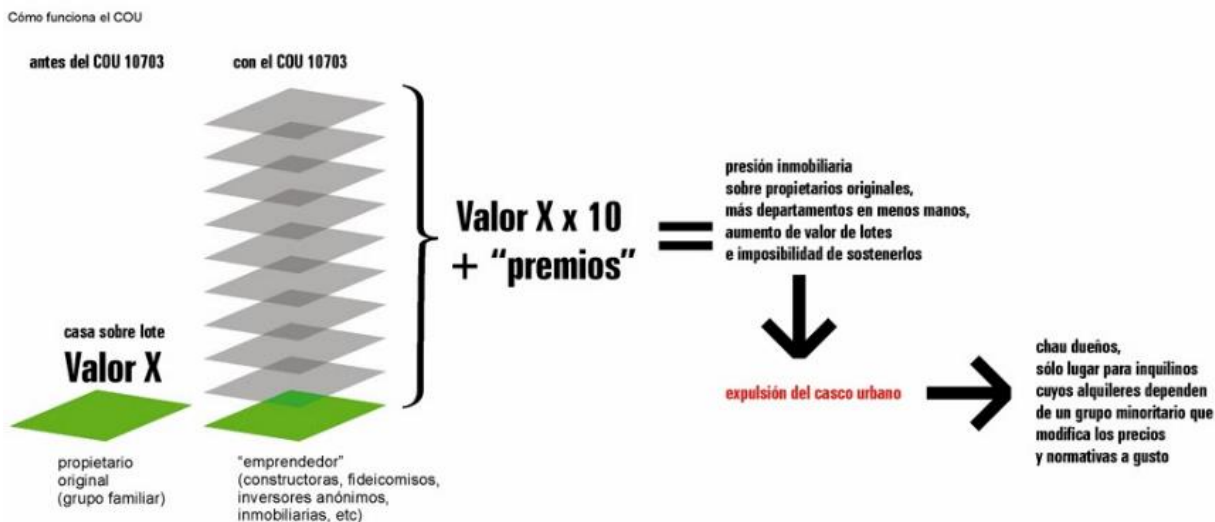 Cómo funciona el COU
antes del COU 10703
con el COU 10703
casa sobre lote
Valor X
propietario
original
(grupo familiar)
"emprendedor"
(constructoras, fideicomisos,
inversores anónimos,
inmobiliarias, etc)
Valor X x 10
+ “premios”
=
presión inmobiliaria
sobre propietarios originales,
más departamentos en menos manos,
aumento de valor de lotes
e imposibilidad de sostenerlos
expulsión del casco urbano
chau dueños,
sólo lugar para inquilinos
cuyos alquileres dependen
de un grupo minoritario que
modifica los precios
y normativas a gusto